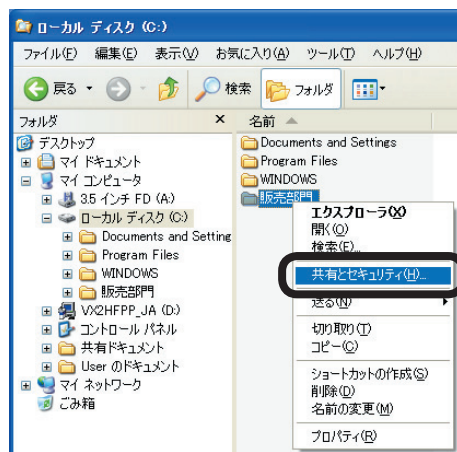 ローカル ディスク (C:)
ファイル(F) 編集(E) 表示(V) お気に入り(A) ツール(T) ヘルプ(H)
戻る 検索 フォルダ
フォルダ × 名前
デスクトップ
マイ ドキュメント
マイ コンピュータ
3.5 インチ FD (A:)
ローカル ディスク (C:)
Documents and Setting
Program Files
WINDOWS
販売部門
VX2HFPP_JA (D:)
コントロール パネル
共有ドキュメント
User のドキュメント
マイ ネットワーク
ごみ箱
Documents and Settings
Program Files
WINDOWS
販売部門
エクスプローラ(X)
開く(O)
検索(E)...
共有とセキュリティ(H)...
送る(N)
切り取り(T)
コピー(C)
ショートカットの作成(S)
削除(D)
名前の変更(M)
プロパティ(R)